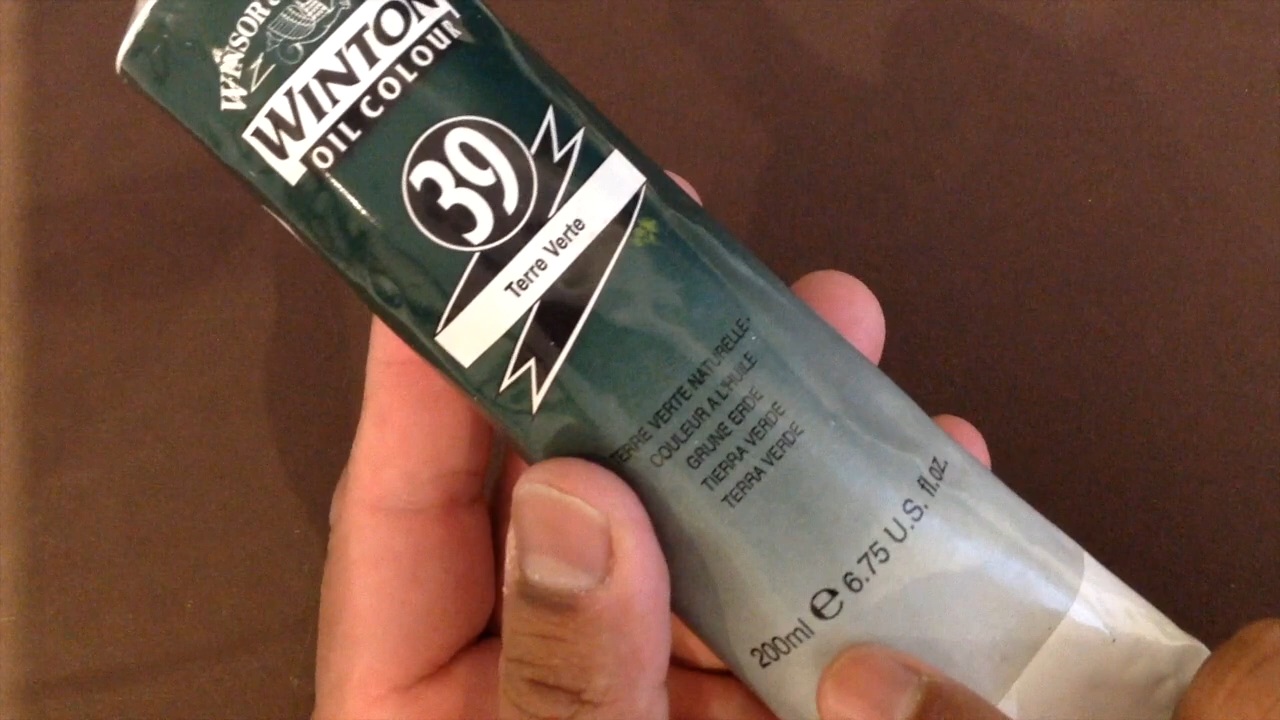 WINSOR &
N
WINTON
OIL COLOUR
39
Terre Verte
TERRE VERTE NATURELLE.
COULEUR A L'HUILE
GRUNE ERDE
TIERRA VERDE
TERRA VERDE
200ml e 6.75 U.S. fl.oz.